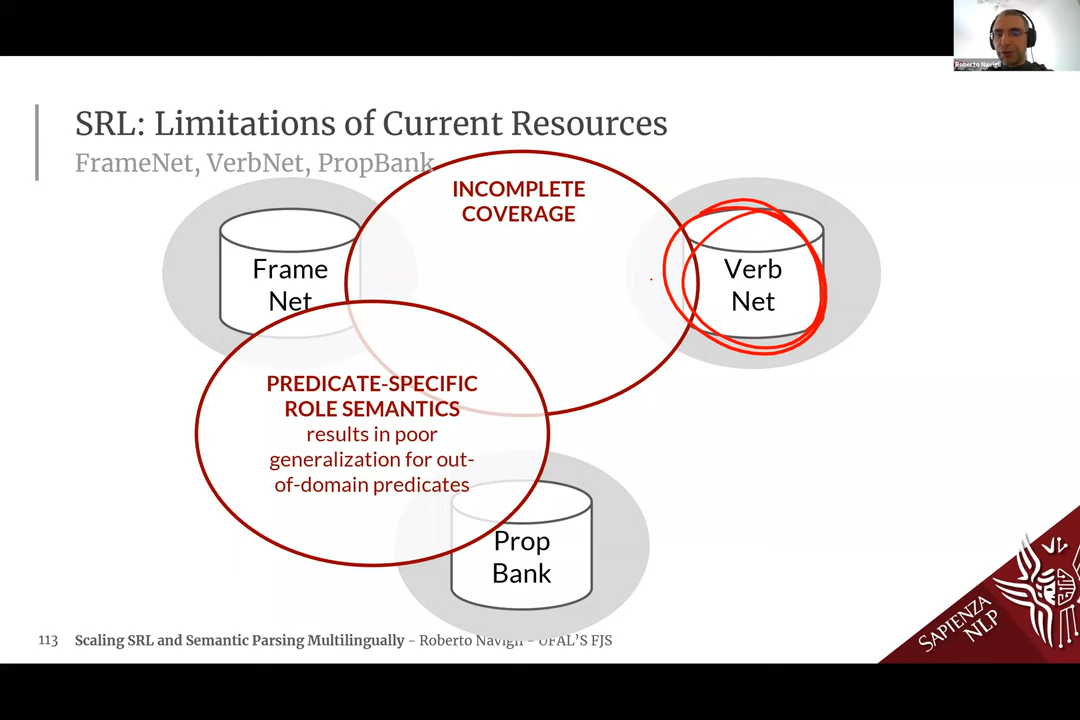 Roberto Navigli
SRL: Limitations of Current Resources
FrameNet, VerbNet, PropBank
INCOMPLETE
COVERAGE
Frame
Net
Verb
Net
PREDICATE-SPECIFIC
ROLE SEMANTICS
results in poor
generalization for out-
of-domain predicates
Prop
Bank
113 Scaling SRL and Semantic Parsing Multilingually - Roberto Navigli - UFAL'S FJS
SAPIENZA
NLP